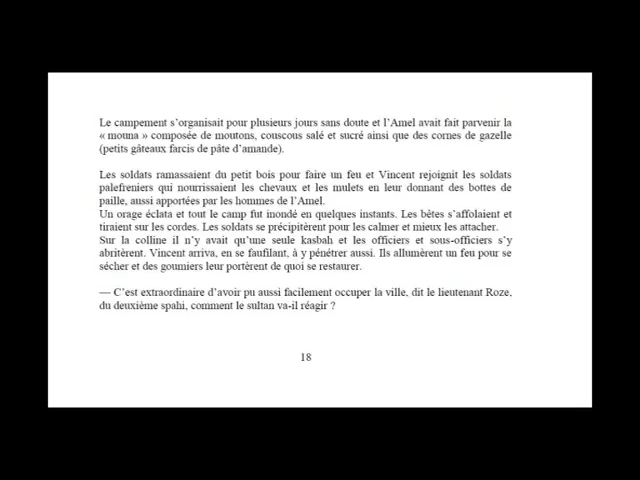 Le campement s'organisait pour plusieurs jours sans doute et l'Amel avait fait parvenir la
« mouna » composée de moutons, couscous salé et sucré ainsi que des cornes de gazelle
(petits gâteaux farcis de pâte d'amande).
Les soldats ramassaient du petit bois pour faire un feu et Vincent rejoignit les soldats
palefreniers qui nourrissaient les chevaux et les mulets en leur donnant des bottes de
paille, aussi apportées par les hommes de l'Amel.
Un orage éclata et tout le camp fut inondé en quelques instants. Les bêtes s'affolaient et
tiraient sur les cordes. Les soldats se précipitèrent pour les calmer et mieux les attacher.
Sur la colline il n'y avait qu'une seule kasbah et les officiers et sous-officiers s'y
abritèrent. Vincent arriva, en se faufilant, à y pénétrer aussi. Ils allumèrent un feu pour se
sécher et des goumiers leur portèrent de quoi se restaurer.
— C'est extraordinaire d'avoir pu aussi facilement occuper la ville, dit le lieutenant Roze,
du deuxième spahi, comment le sultan va-il réagir ?
18